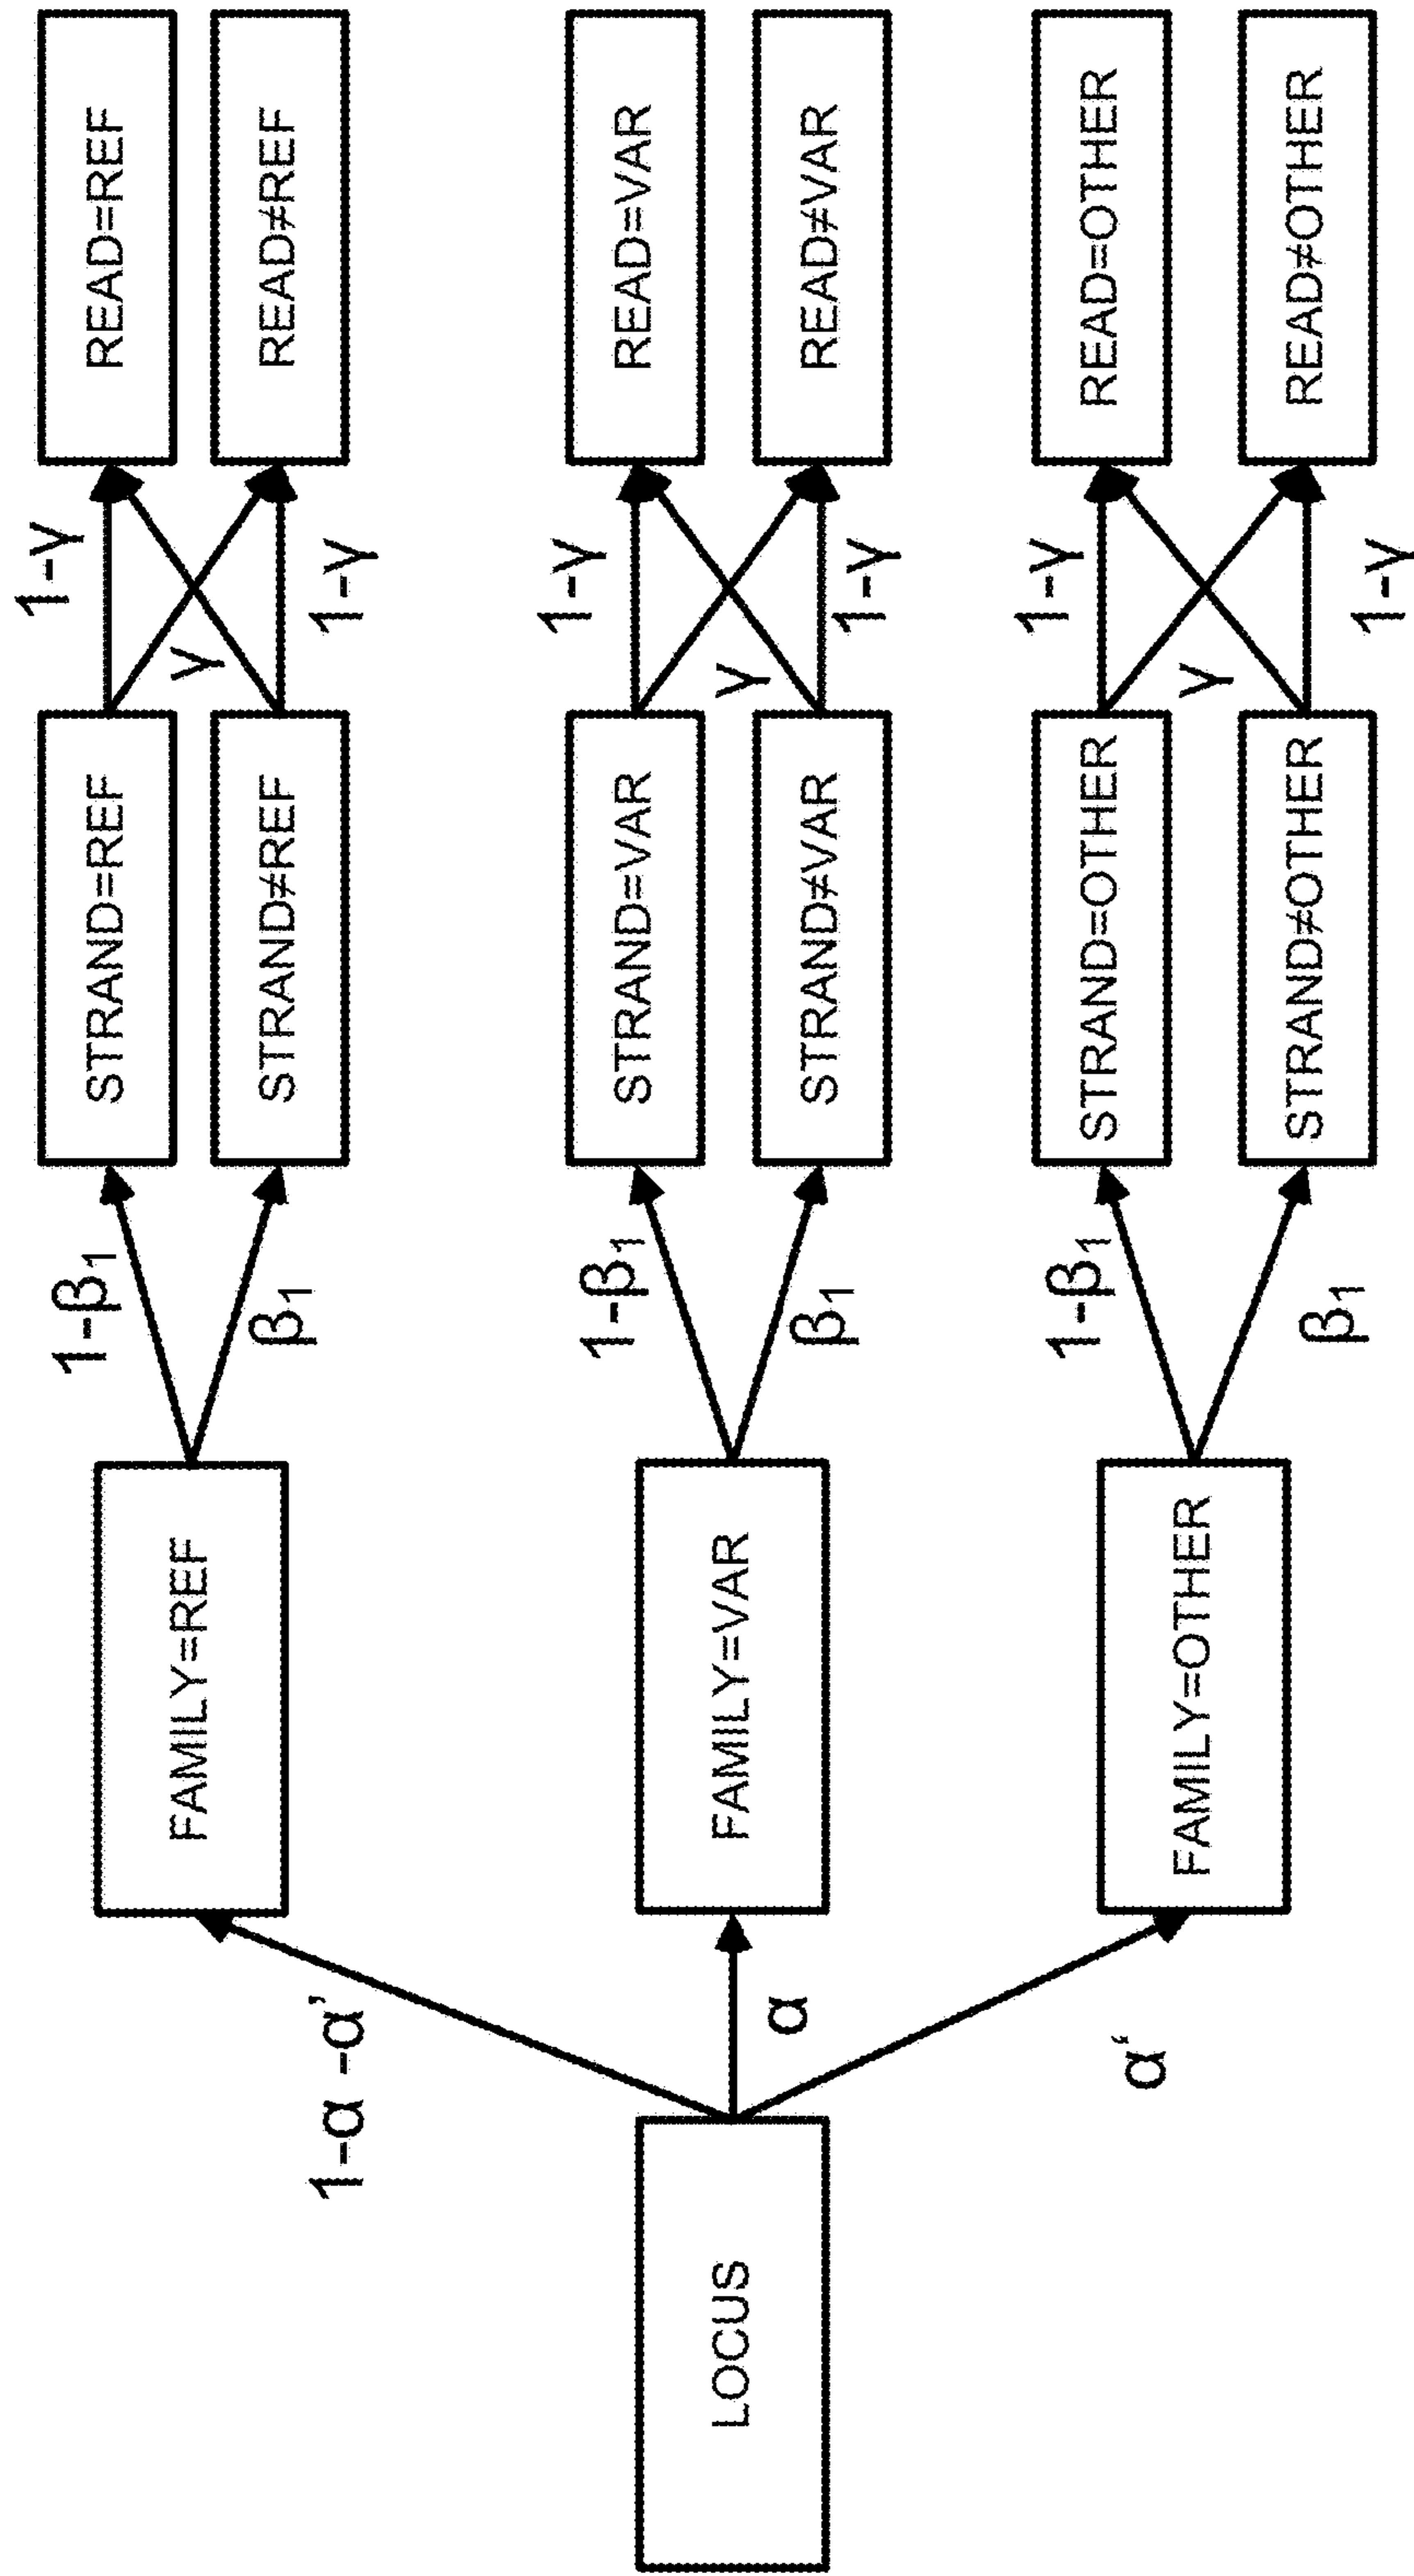 LOCUS
1-α -α’
α
α‘
FAMILY=REF
FAMILY=VAR
FAMILY=OTHER
1-β1
β1
1-β1
β1
1-β1
β1
STRAND=REF
STRAND≠REF
STRAND=VAR
STRAND≠VAR
STRAND=OTHER
STRAND≠OTHER
1-γ
γ
1-γ
1-γ
γ
1-γ
1-γ
γ
1-γ
READ=REF
READ≠REF
READ=VAR
READ≠VAR
READ=OTHER
READ≠OTHER